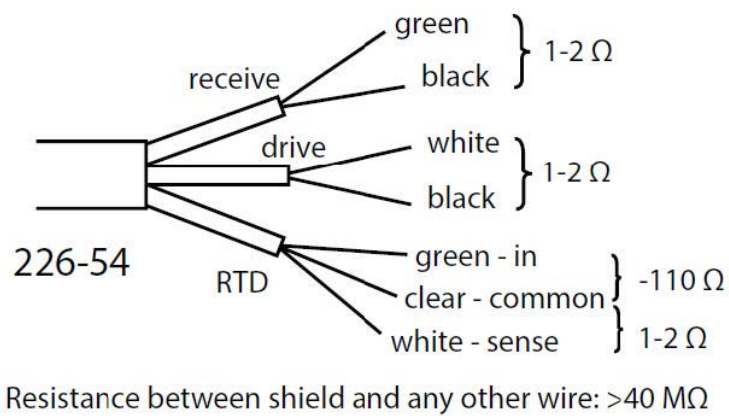 green
1-2 Ω
receive
black
drive
white
1-2 Ω
black
226-54
RTD
green - in
-110 Ω
clear - common
white - sense
1-2 Ω
Resistance between shield and any other wire: >40 MΩ